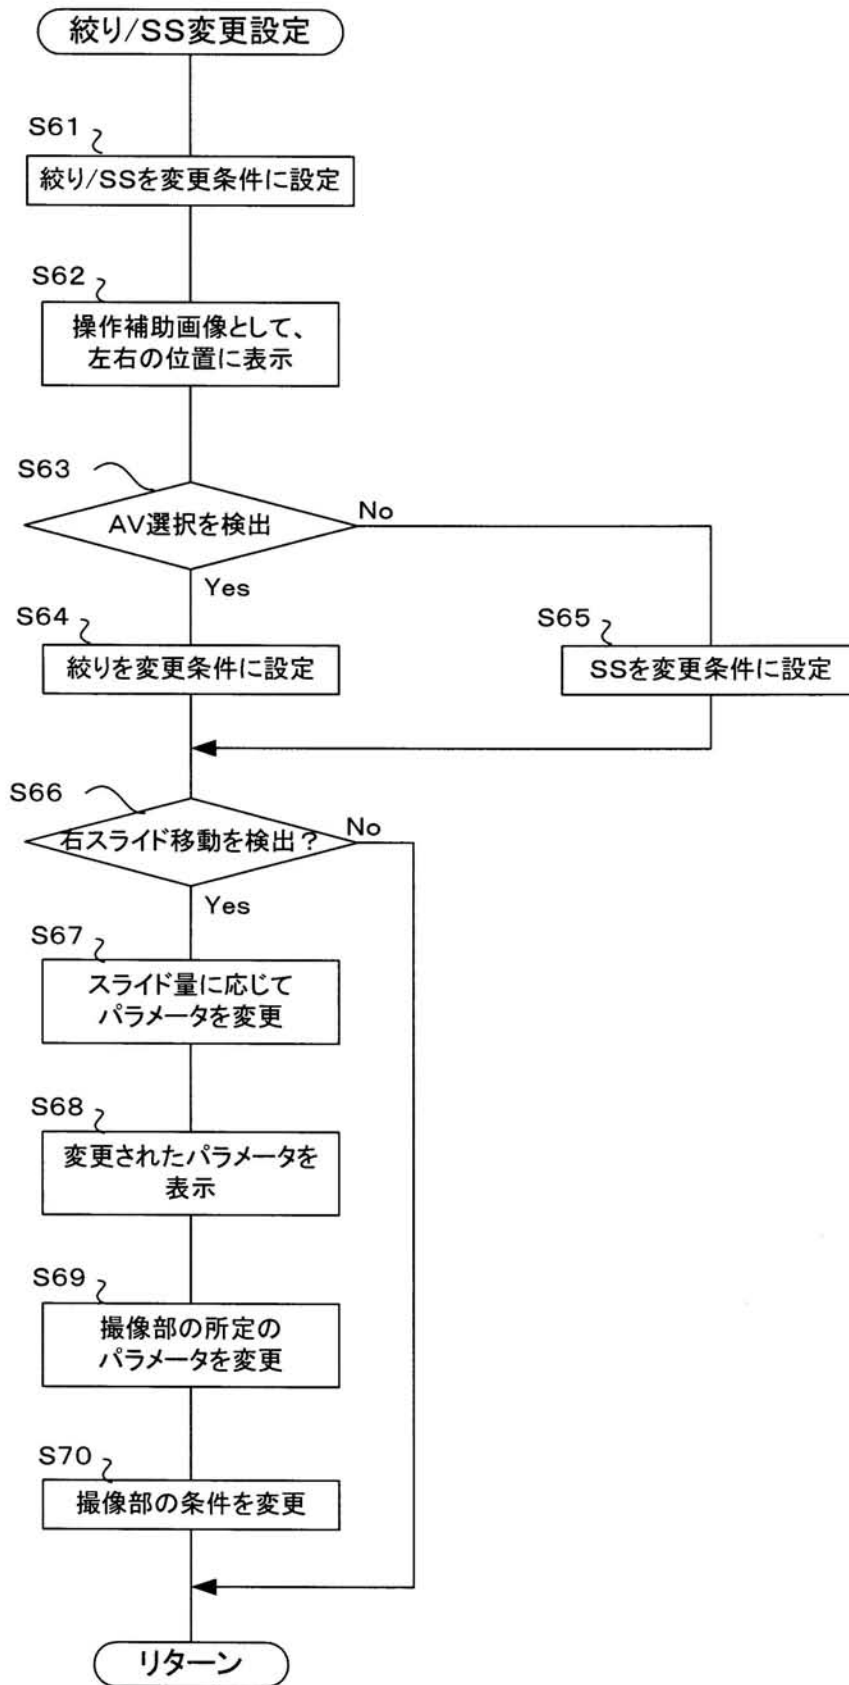 絞り/SS変更設定
S61
絞り/SSを変更条件に設定
S62
操作補助画像として、
左右の位置に表示
S63
AV選択を検出
No
Yes
S64
絞りを変更条件に設定
S65
SSを変更条件に設定
S66
右スライド移動を検出？
No
Yes
S67
スライド量に応じて
パラメータを変更
S68
変更されたパラメータを
表示
S69
撮像部の所定の
パラメータを変更
S70
撮像部の条件を変更
リターン